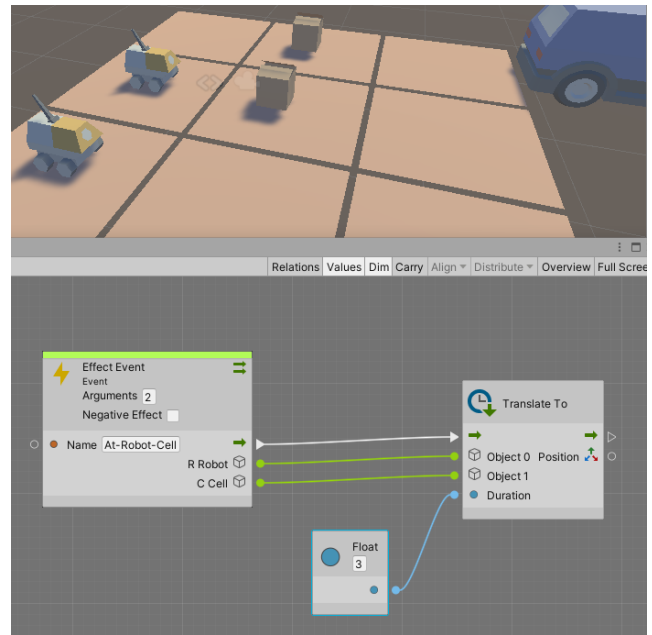 Relations Values Dim Carry Align Distribute Overview Full Scree
Effect Event
Event
Arguments 2
Negative Effect
Name At-Robot-Cell
R Robot
C Cell
Translate To
Object 0 Position
Object 1
Duration
Float
3